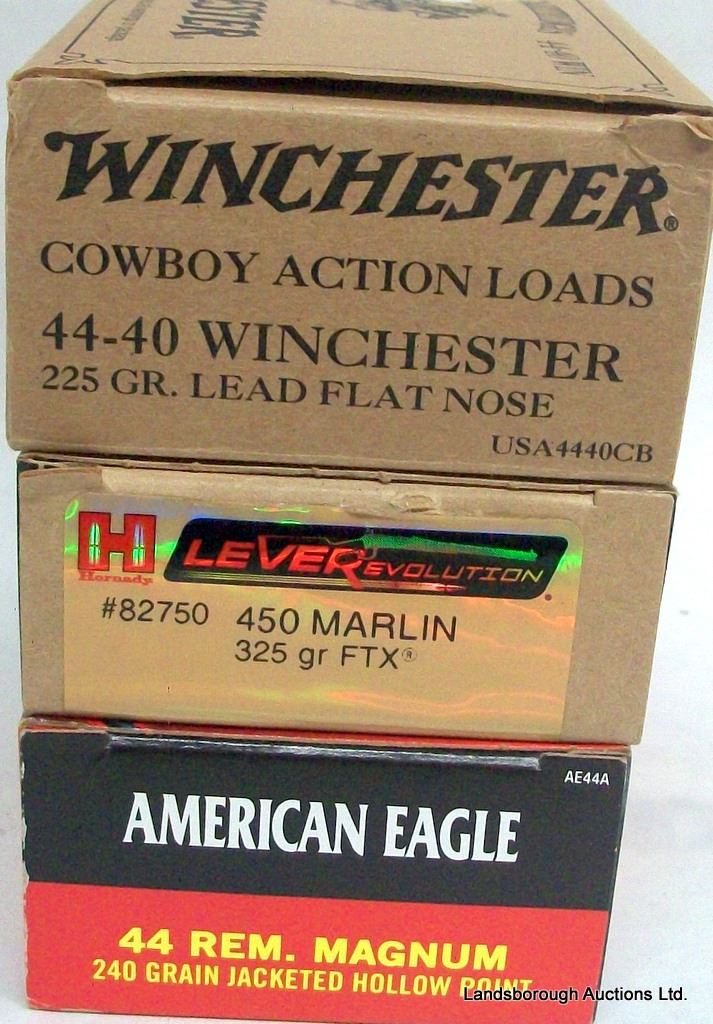 WINCHESTER®
COWBOY ACTION LOADS
44-40 WINCHESTER
225 GR. LEAD FLAT NOSE
USA4440CB
H
Hornady
LEVEREVOLUTION
#82750 450 MARLIN
325 gr FTX®
AE44A
AMERICAN EAGLE
44 REM. MAGNUM
240 GRAIN JACKETED HOLLOW POINT
Landsborough Auctions Ltd.